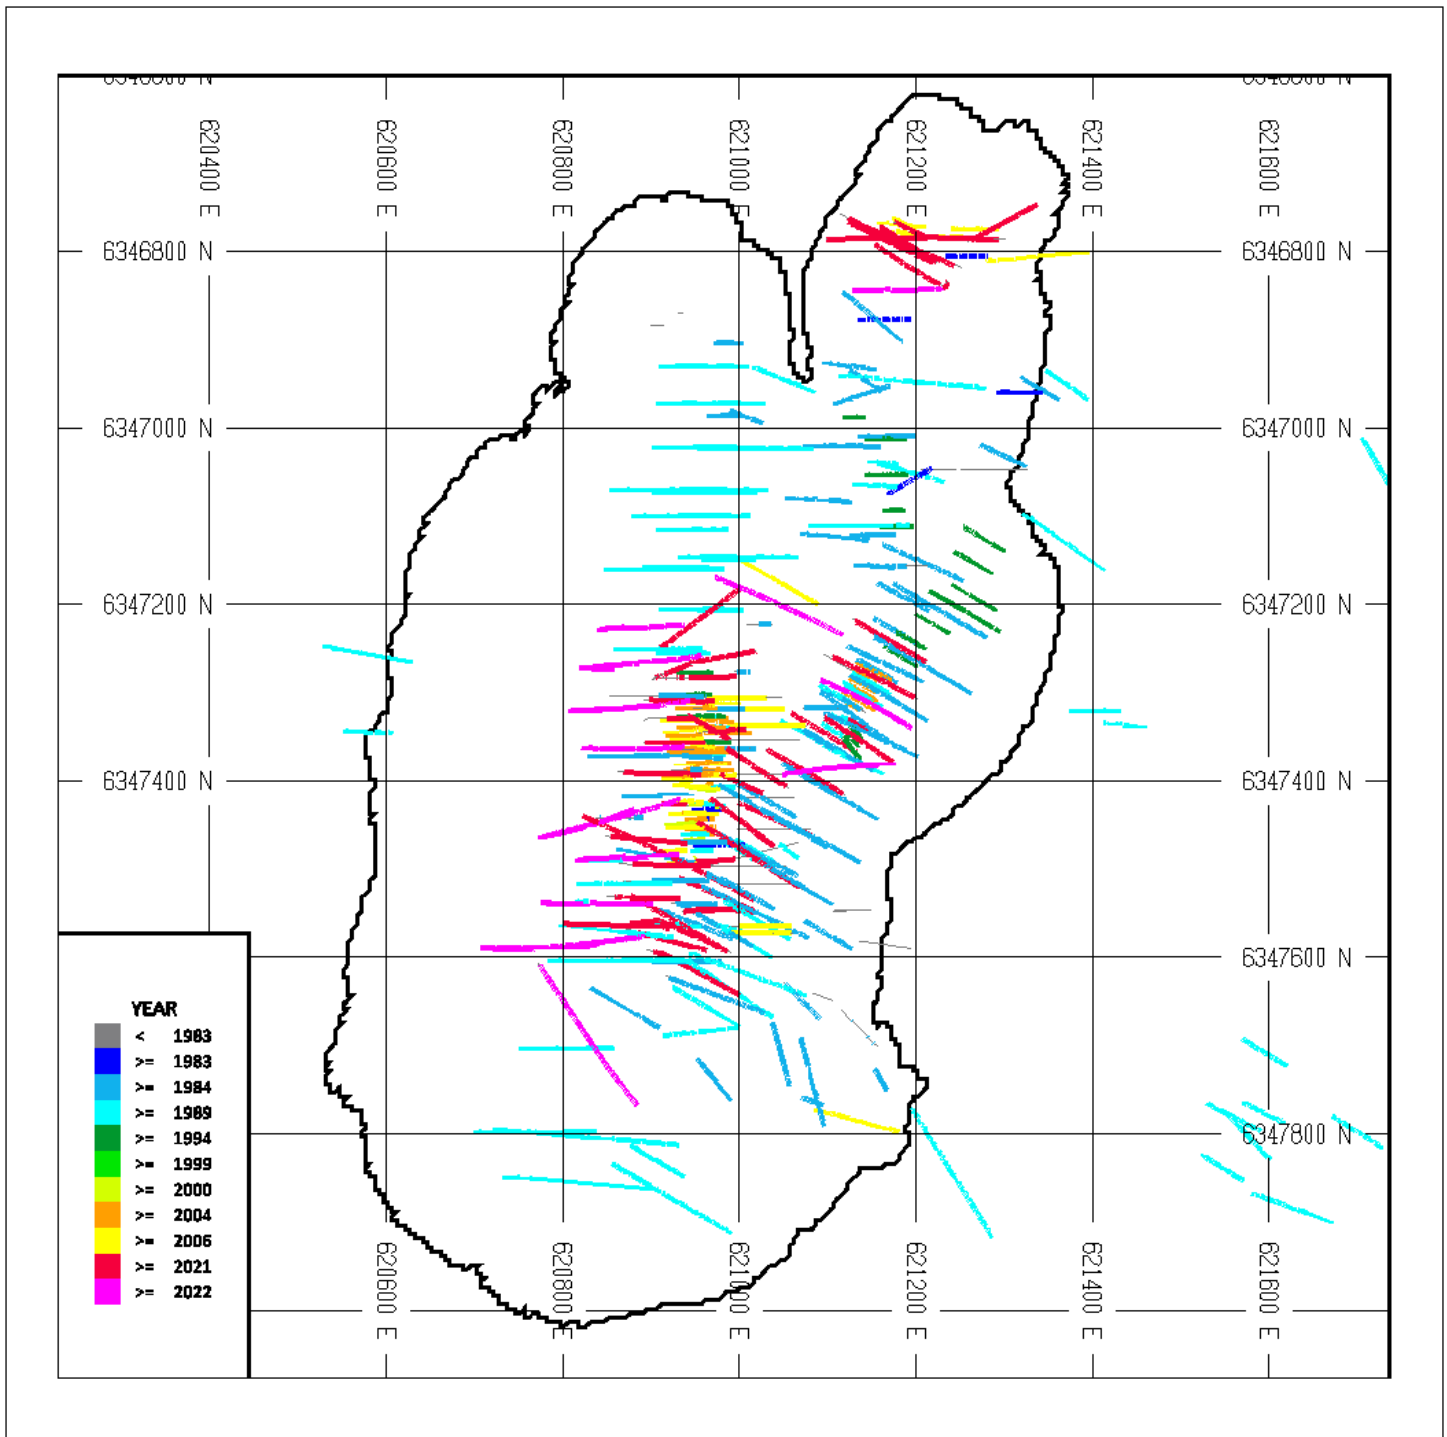 620400 E
620600 E
620800 E
621000 E
621200 E
621400 E
621600 E
6346800 N
6346800 N
6347000 N
6347000 N
6347200 N
6347200 N
6347400 N
6347400 N
6347600 N
6347800 N
YEAR
< 1983
>= 1983
>= 1984
>= 1989
>= 1994
>= 1999
>= 2000
>= 2004
>= 2006
>= 2021
>= 2022
620600 E
620800 E
621000 E
621200 E
621400 E
621600 E